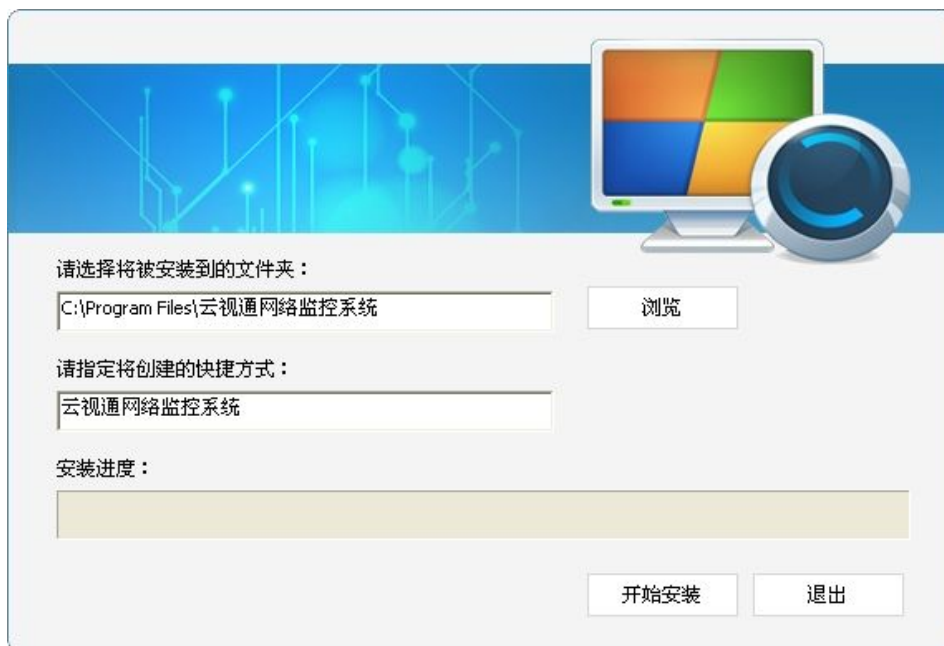 请选择将被安装到的文件夹：
C:\Program Files\云视通网络监控系统
浏览
请指定将创建的快捷方式：
云视通网络监控系统
安装进度：
开始安装
退出